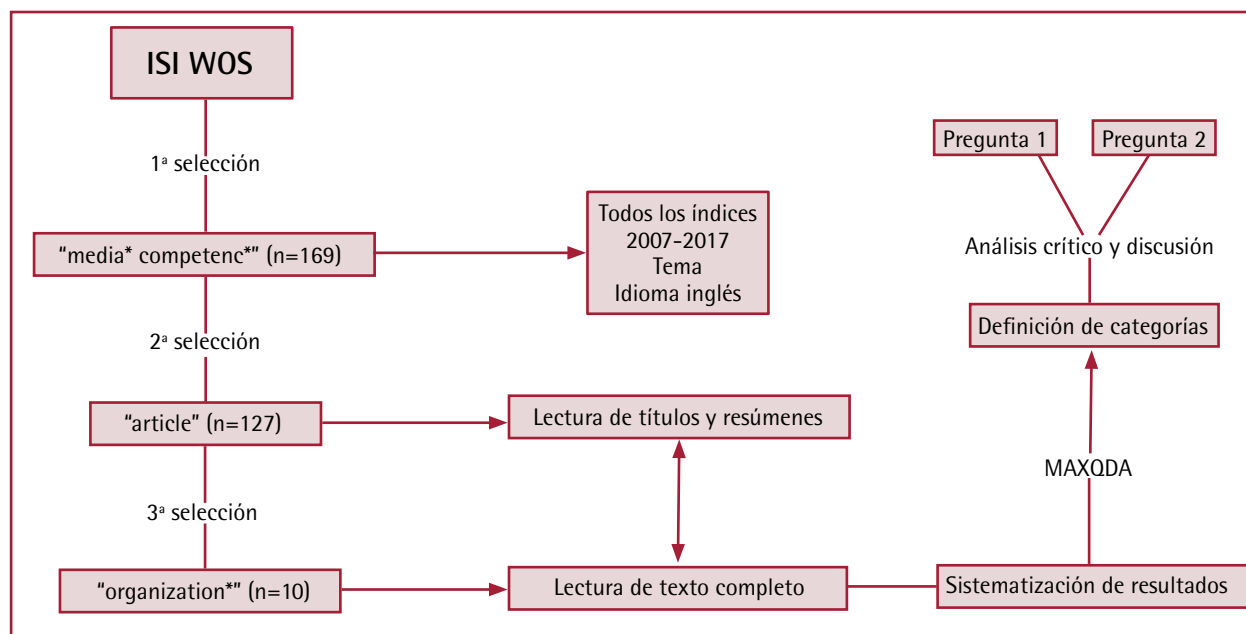 ISI WOS
1ª selección
“media* competenc*” (n=169)
Todos los índices
2007-2017
Tema
Idioma inglés
2ª selección
“article” (n=127)
Lectura de títulos y resúmenes
3ª selección
“organization*” (n=10)
Lectura de texto completo
Sistematización de resultados
MAXQDA
Definición de categorías
Análisis crítico y discusión
Pregunta 1
Pregunta 2